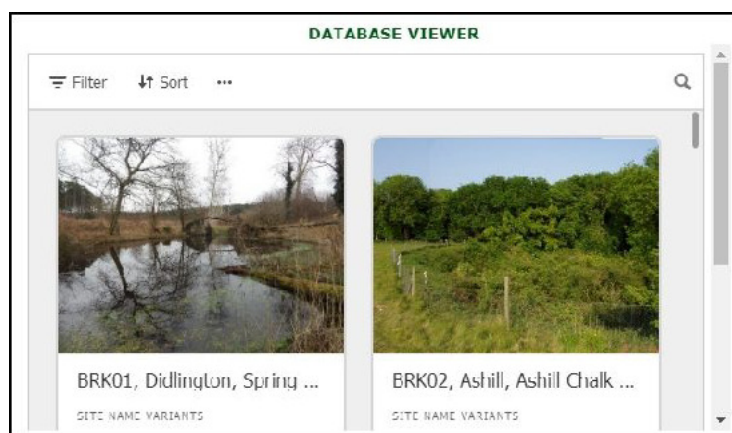 DATABASE VIEWER
Filter Sort ...
BRK01, Didlington, Spring ...
BRK02, Ashill, Ashill Chalk ...
SITE NAME VARIANTS
SITE NAME VARIANTS